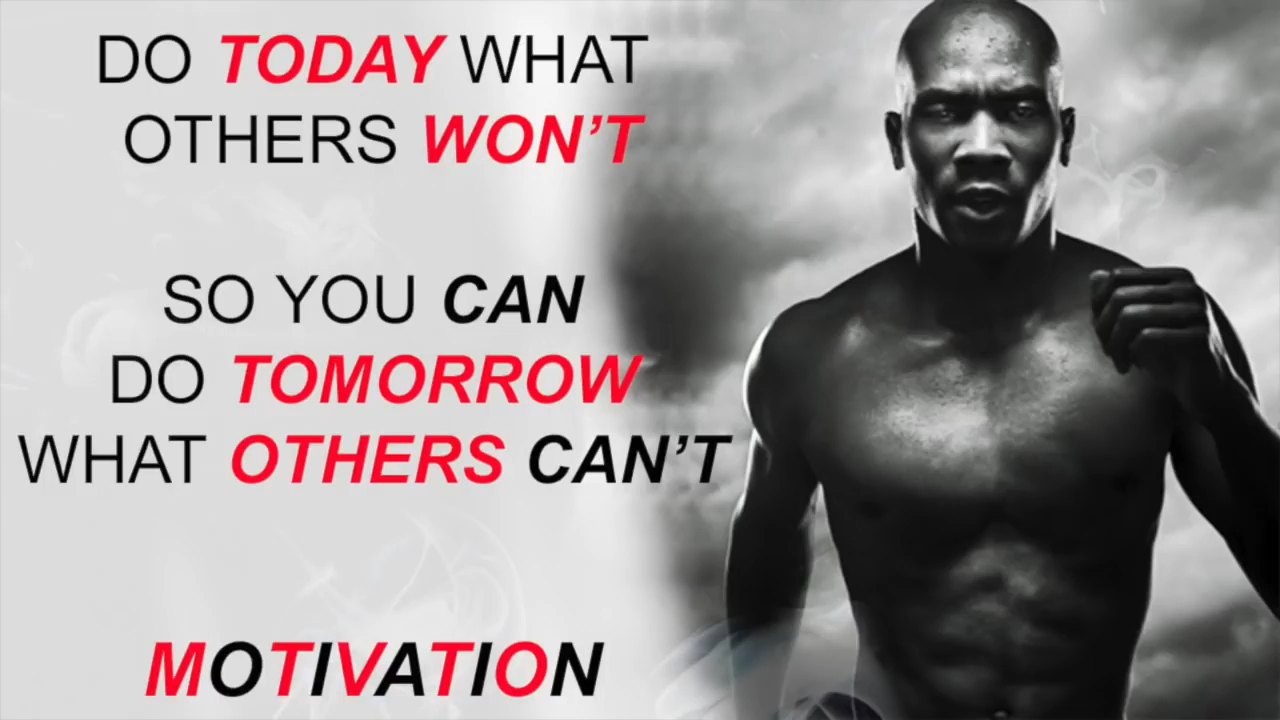 DO TODAY WHAT
OTHERS WON’T
SO YOU CAN
DO TOMORROW
WHAT OTHERS CAN’T
MOTIVATION